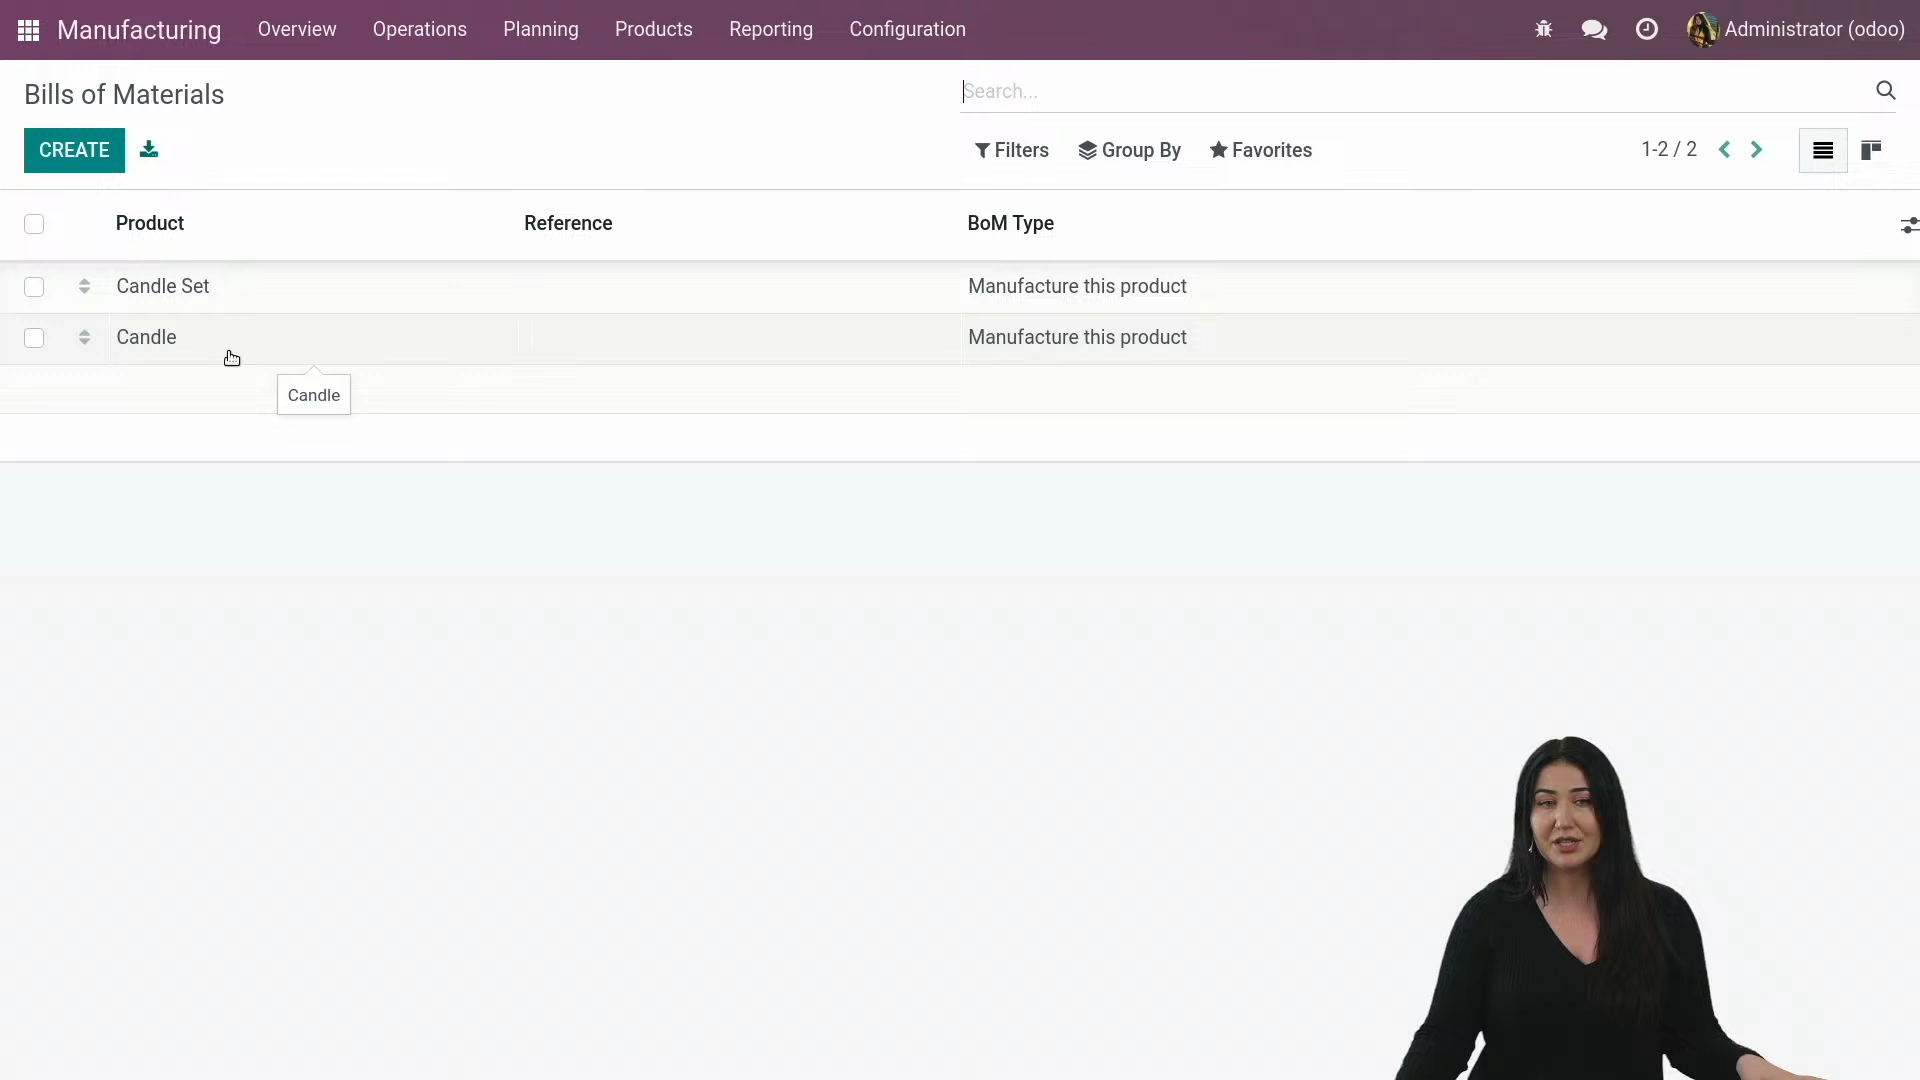 Manufacturing Overview Operations Planning Products Reporting Configuration Administrator (odoo)
Bills of Materials
Search...
CREATE
Filters Group By Favorites 1-2 / 2
Product Reference BoM Type
Candle Set Manufacture this product
Candle Manufacture this product
Candle